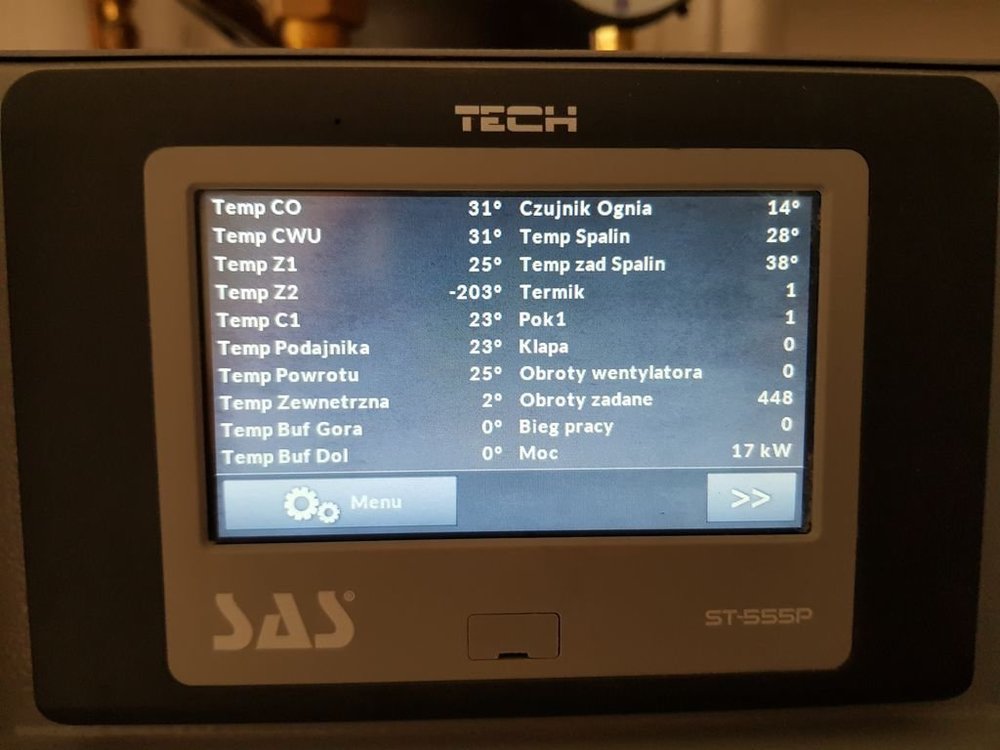 TECH
Temp CO 31° Czujnik Ognia 14°
Temp CWU 31° Temp Spalin 28°
Temp Z1 25° Temp zad Spalin 38°
Temp Z2 -203° Termik 1
Temp C1 23° Pok1 1
Temp Podajnika 23° Klapa 0
Temp Powrotu 25° Obroty wentylatora 0
Temp Zewnetrzna 2° Obroty zadane 448
Temp Buf Gora 0° Bieg pracy 0
Temp Buf Dol 0° Moc 17 kW
Menu >>
SAS® ST-555P